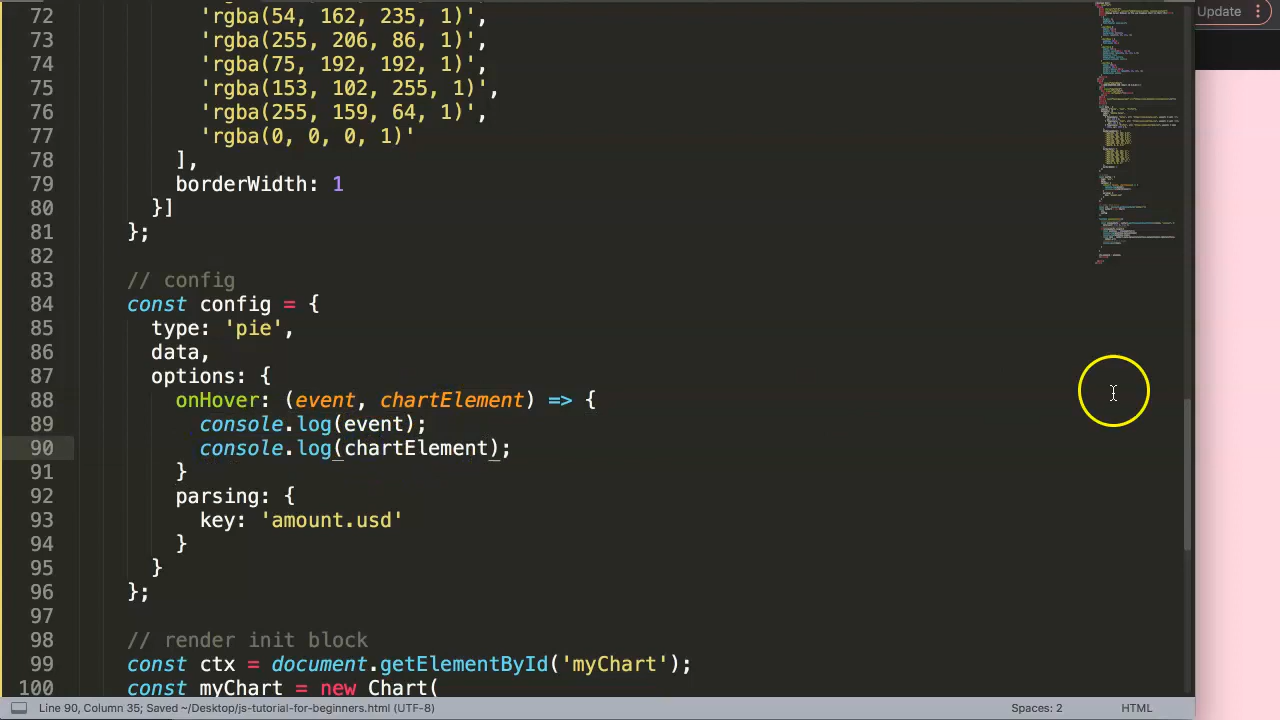 Update
72 'rgba(54, 162, 235, 1)',
73 'rgba(255, 206, 86, 1)',
74 'rgba(75, 192, 192, 1)',
75 'rgba(153, 102, 255, 1)',
76 'rgba(255, 159, 64, 1)',
77 'rgba(0, 0, 0, 1)'
78 ],
79 borderWidth: 1
80 }]
81 };
82
83 // config
84 const config = {
85 type: 'pie',
86 data,
87 options: {
88 onHover: (event, chartElement) => {
89 console.log(event);
90 console.log(chartElement);
91 }
92 parsing: {
93 key: 'amount.usd'
94 }
95 }
96 };
97
98 // render init block
99 const ctx = document.getElementById('myChart');
100 const myChart = new Chart(
Line 90, Column 35; Saved ~/Desktop/js-tutorial-for-beginners.html (UTF-8) Spaces: 2 HTML